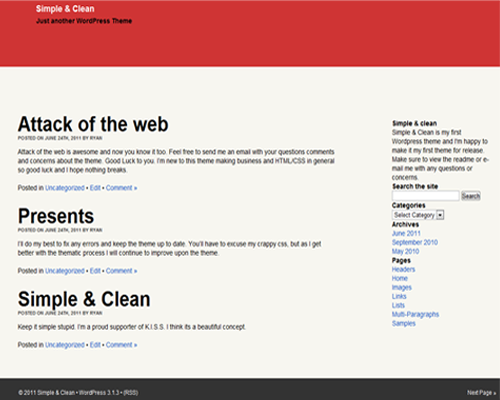 Simple & Clean
Just another WordPress Theme
Attack of the web
POSTED ON JUNE 24TH, 2011 BY RYAN
Attack of the web is awesome and now you know it too. Feel free to send me an email with your questions comments
and concerns about the theme. Good Luck to you. I'm new to this theme making business and HTML/CSS in general
so good luck and I hope nothing breaks.
Posted in Uncategorized • Edit • Comment »
Presents
POSTED ON JUNE 24TH, 2011 BY RYAN
I'll do my best to fix any errors and keep the theme up to date. You'll have to excuse my crappy css, but as I get
better with the thematic process I will continue to improve upon the theme.
Posted in Uncategorized • Edit • Comment »
Simple & Clean
POSTED ON JUNE 24TH, 2011 BY RYAN
Keep it simple stupid. I'm a proud supporter of K.I.S.S. I think its a beautiful concept.
Posted in Uncategorized • Edit • Comment »
Simple & clean
Simple & Clean is my first
Wordpress theme and I'm happy to
make it my first theme for release.
Make sure to view the readme or e-
mail me with any questions or
concerns.
Search the site
Search
Categories
Select Category
Archives
June 2011
September 2010
May 2010
Pages
Headers
Home
Images
Links
Lists
Multi-Paragraphs
Samples
© 2011 Simple & Clean • WordPress 3.1.3 • (RSS)
Next Page »